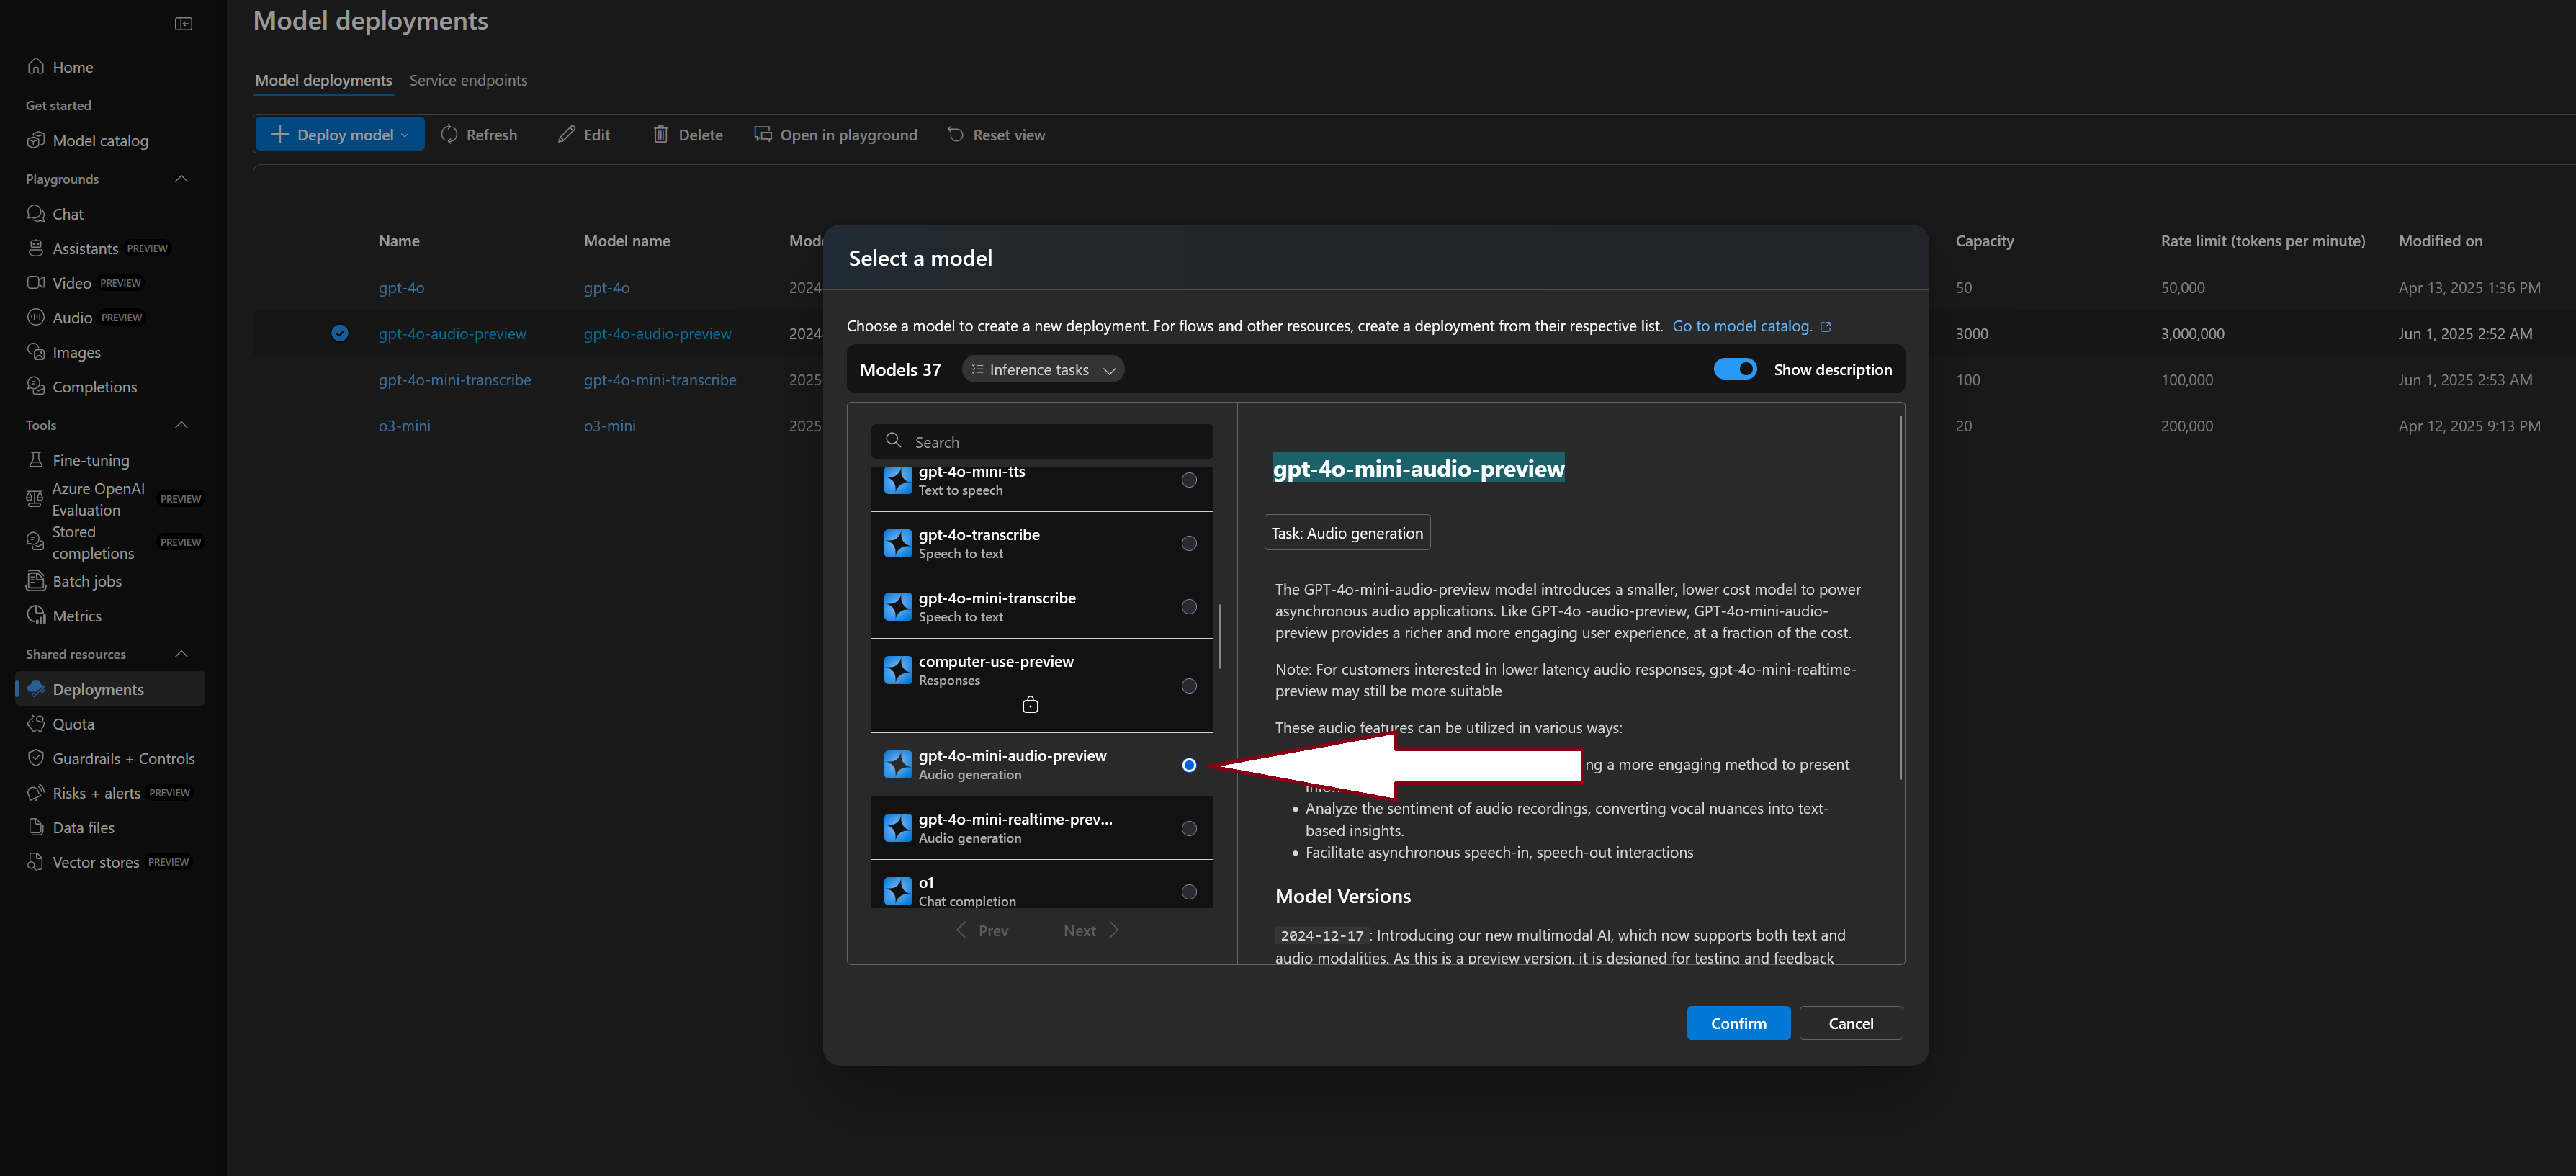 Model deployments
Home
Get started
Model catalog
Playgrounds
Chat
Assistants PREVIEW
Video PREVIEW
Audio PREVIEW
Images
Completions
Tools
Fine-tuning
Azure OpenAI
Evaluation PREVIEW
Stored
completions PREVIEW
Batch jobs
Metrics
Shared resources
Deployments
Quota
Guardrails + Controls
Risks + alerts PREVIEW
Data files
Vector stores PREVIEW
Model deployments Service endpoints
Deploy model Refresh Edit Delete Open in playground Reset view
Name Model name Mode Capacity Rate limit (tokens per minute) Modified on
gpt-4o gpt-4o 2024 50 50,000 Apr 13, 2025 1:36 PM
gpt-4o-audio-preview gpt-4o-audio-preview 2024 3000 3,000,000 Jun 1, 2025 2:52 AM
gpt-4o-mini-transcribe gpt-4o-mini-transcribe 2025 100 100,000 Jun 1, 2025 2:53 AM
o3-mini o3-mini 2025 20 200,000 Apr 12, 2025 9:13 PM
Select a model
Choose a model to create a new deployment. For flows and other resources, create a deployment from their respective list. Go to model catalog.
Models 37 Inference tasks Show description
Search
gpt-4o-mini-tts
Text to speech
gpt-4o-transcribe
Speech to text
gpt-4o-mini-transcribe
Speech to text
computer-use-preview
Responses
gpt-4o-mini-audio-preview
Audio generation
gpt-4o-mini-realtime-prev...
Audio generation
o1
Chat completion
Prev Next
gpt-4o-mini-audio-preview
Task: Audio generation
The GPT-4o-mini-audio-preview model introduces a smaller, lower cost model to power
asynchronous audio applications. Like GPT-4o -audio-preview, GPT-4o-mini-audio-
preview provides a richer and more engaging user experience, at a fraction of the cost.
Note: For customers interested in lower latency audio responses, gpt-4o-mini-realtime-
preview may still be more suitable
These audio features can be utilized in various ways:
ng a more engaging method to present
• Analyze the sentiment of audio recordings, converting vocal nuances into text-
based insights.
• Facilitate asynchronous speech-in, speech-out interactions
Model Versions
2024-12-17: Introducing our new multimodal AI, which now supports both text and
audio modalities. As this is a preview version, it is designed for testing and feedback
Confirm Cancel